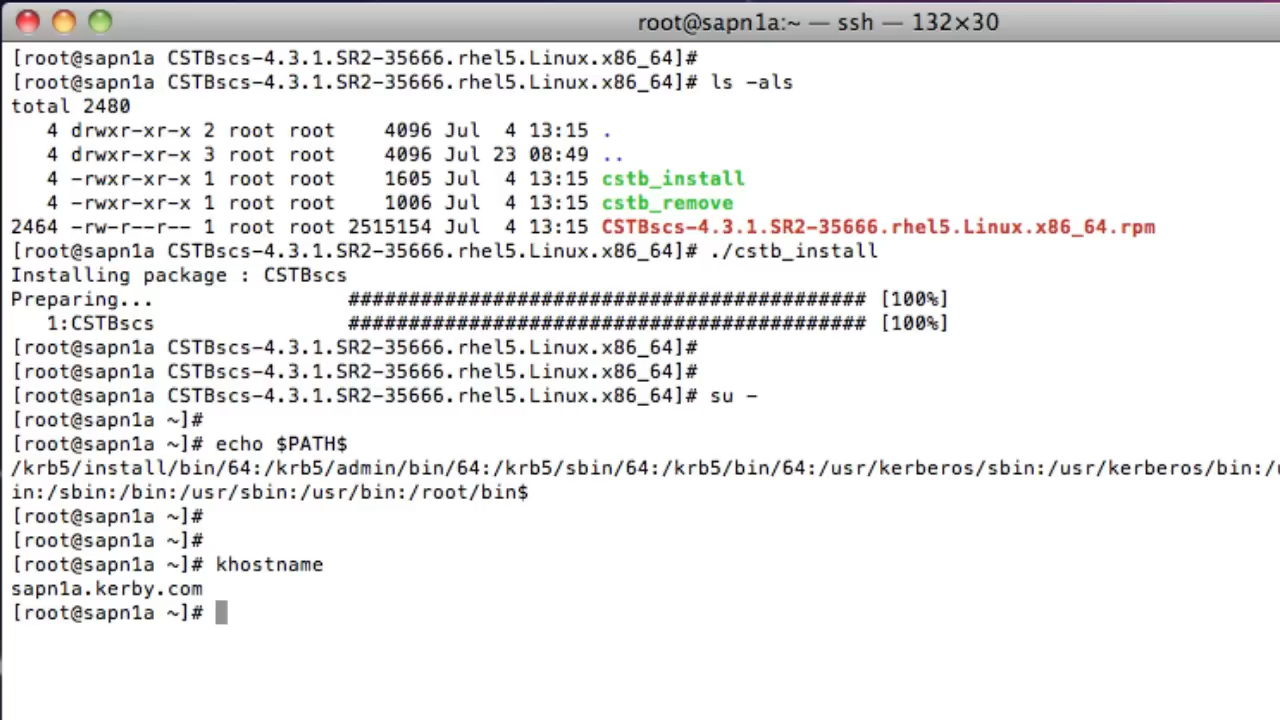 root@sapn1a:~ — ssh — 132×30
[root@sapn1a CSTBscs-4.3.1.SR2-35666.rhel5.Linux.x86_64]#
[root@sapn1a CSTBscs-4.3.1.SR2-35666.rhel5.Linux.x86_64]# ls -als
total 2480
   4 drwxr-xr-x 2 root root    4096 Jul  4 13:15 .
   4 drwxr-xr-x 3 root root    4096 Jul 23 08:49 ..
   4 -rwxr-xr-x 1 root root    1605 Jul  4 13:15 cstb_install
   4 -rwxr-xr-x 1 root root    1006 Jul  4 13:15 cstb_remove
2464 -rw-r--r-- 1 root root 2515154 Jul  4 13:15 CSTBscs-4.3.1.SR2-35666.rhel5.Linux.x86_64.rpm
[root@sapn1a CSTBscs-4.3.1.SR2-35666.rhel5.Linux.x86_64]# ./cstb_install
Installing package : CSTBscs
Preparing...                ########################################### [100%]
   1:CSTBscs                ########################################### [100%]
[root@sapn1a CSTBscs-4.3.1.SR2-35666.rhel5.Linux.x86_64]#
[root@sapn1a CSTBscs-4.3.1.SR2-35666.rhel5.Linux.x86_64]#
[root@sapn1a CSTBscs-4.3.1.SR2-35666.rhel5.Linux.x86_64]# su -
[root@sapn1a ~]#
[root@sapn1a ~]# echo $PATH$
/krb5/install/bin/64:/krb5/admin/bin/64:/krb5/sbin/64:/krb5/bin/64:/usr/kerberos/sbin:/usr/kerberos/bin:/
in:/sbin:/bin:/usr/sbin:/usr/bin:/root/bin$
[root@sapn1a ~]#
[root@sapn1a ~]#
[root@sapn1a ~]# khostname
sapn1a.kerby.com
[root@sapn1a ~]#